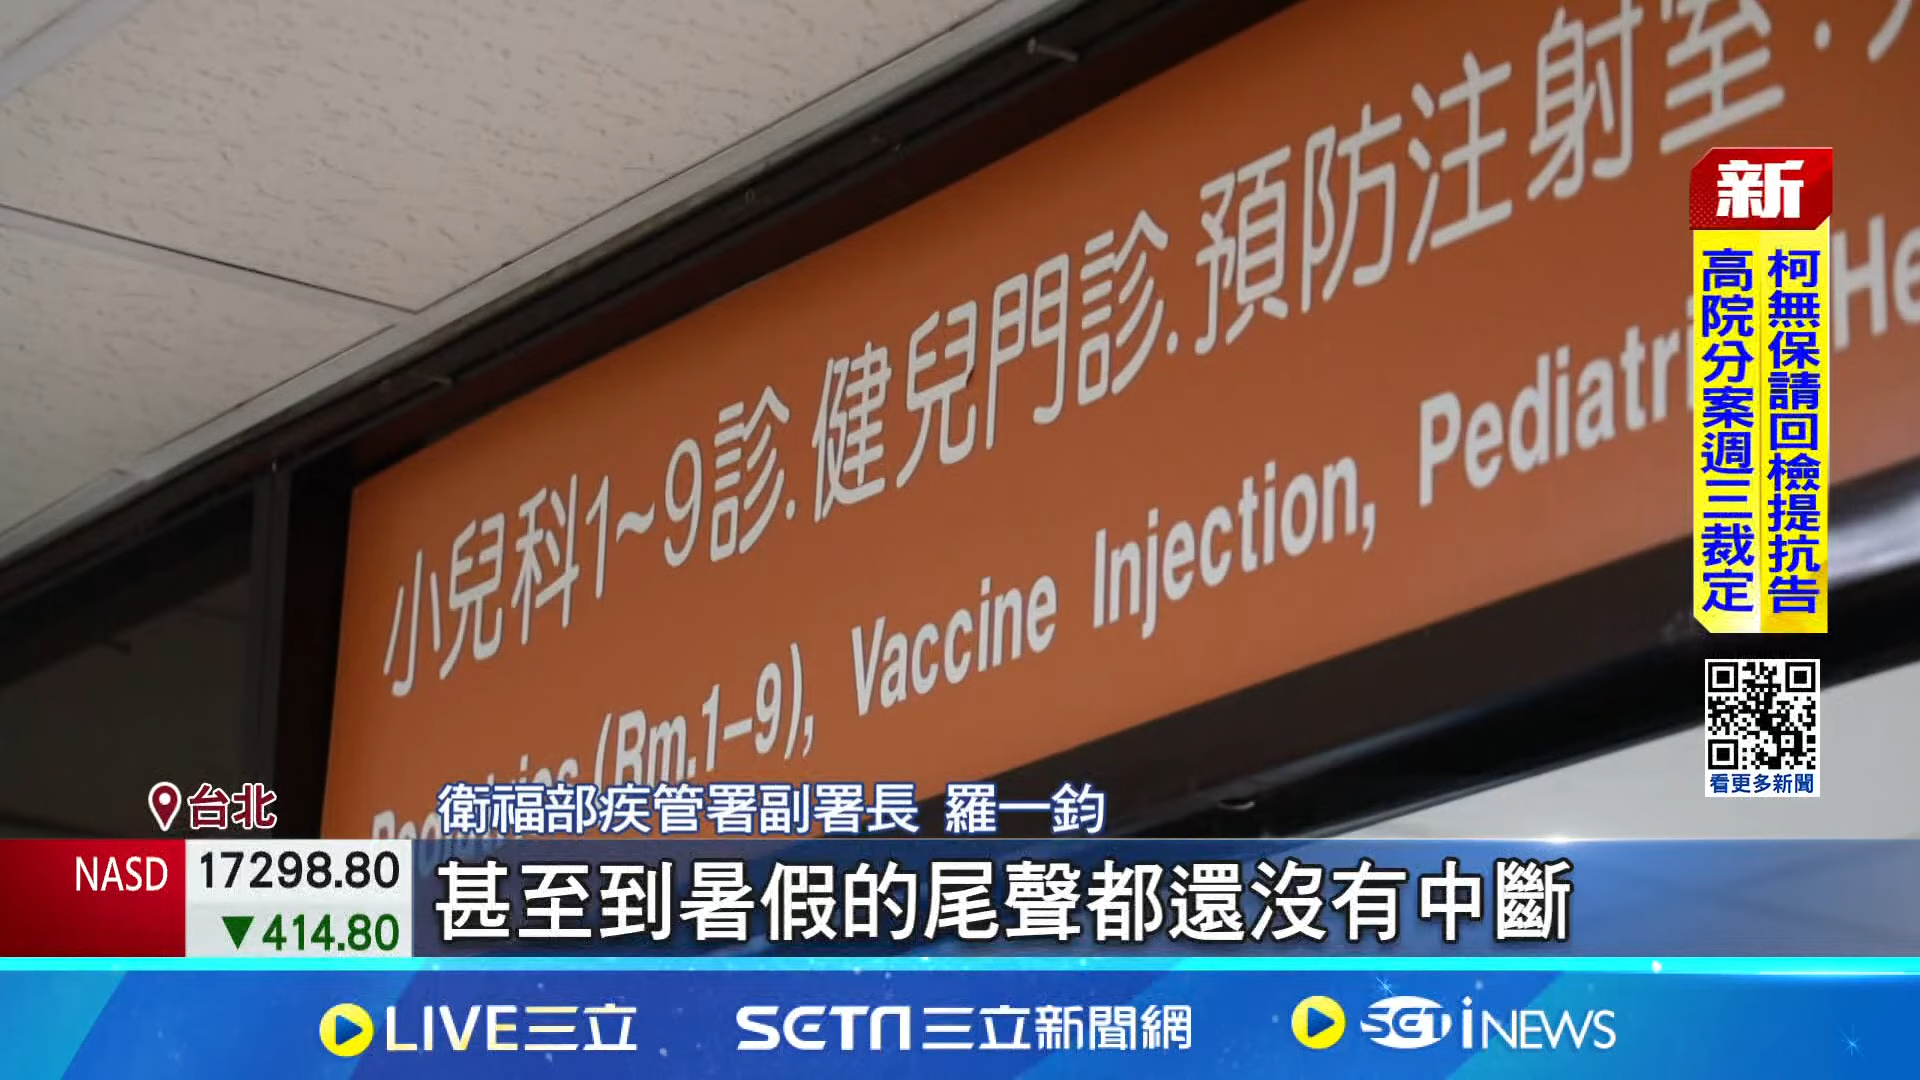 小兒科1~9診.健兒門診.預防注射室.
(Rm.1-9), Vaccine Injection, Pediatri He
新
柯無保請回檢提抗告
高院分案週三裁定
看更多新聞
台北
衛福部疾管署副署長 羅一鈞
NASD 17298.80
▼414.80
甚至到暑假的尾聲都還沒有中斷
LIVE三立 SETN三立新聞網 SETiNEWS